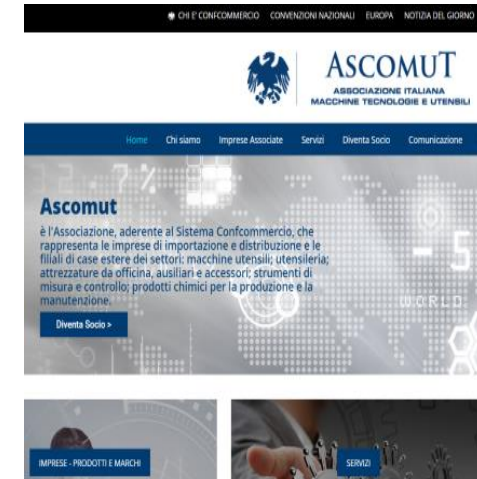 CHI E' CONFCOMMERCIO CONVENZIONI NAZIONALI EUROPA NOTIZIA DEL GIORNO
ASCOMUT
ASSOCIAZIONE ITALIANA
MACCHINE TECNOLOGIE E UTENSILI
Home Chi siamo Imprese Associate Servizi Diventa Socio Comunicazione
Ascomut
è l'Associazione, aderente al Sistema Confcommercio, che
rappresenta le imprese di importazione e distribuzione e le
filiali di case estere dei settori: macchine utensili; utensileria;
attrezzature da officina, ausiliari e accessori; strumenti di
misura e controllo; prodotti chimici per la produzione e la
manutenzione.
WORLD
Diventa Socio >
IMPRESE - PRODOTTI E MARCHI
SERVIZI